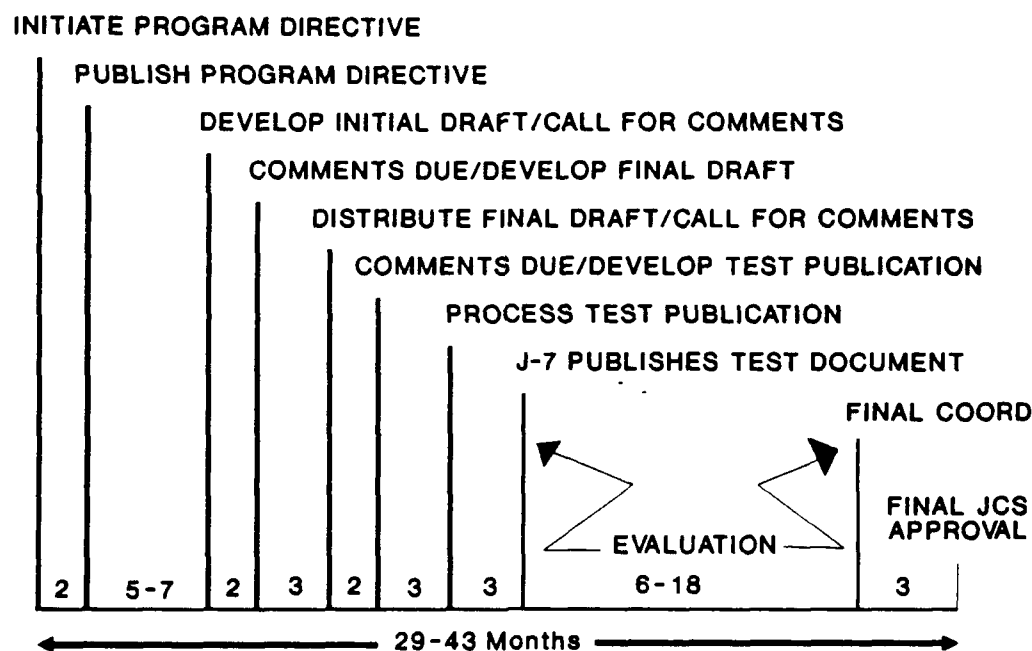 INITIATE PROGRAM DIRECTIVE
PUBLISH PROGRAM DIRECTIVE
DEVELOP INITIAL DRAFT/CALL FOR COMMENTS
COMMENTS DUE/DEVELOP FINAL DRAFT
DISTRIBUTE FINAL DRAFT/CALL FOR COMMENTS
COMMENTS DUE/DEVELOP TEST PUBLICATION
PROCESS TEST PUBLICATION
J-7 PUBLISHES TEST DOCUMENT
FINAL COORD
FINAL JCS
APPROVAL
EVALUATION
2 5-7 2 3 2 3 3 6-18 3
29-43 Months